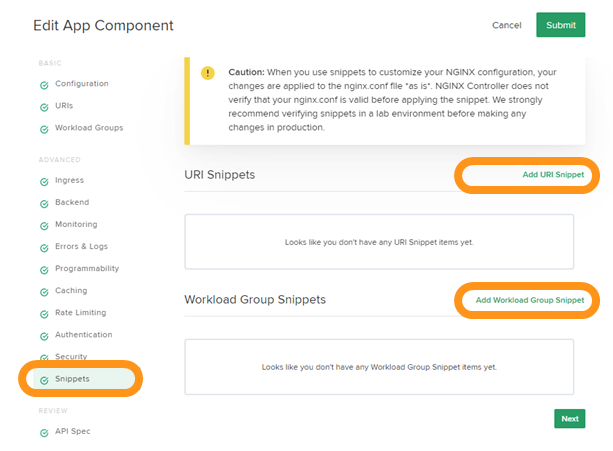 Edit App Component
Cancel
Submit
BASIC
Configuration
URIs
Workload Groups
ADVANCED
Ingress
Backend
Monitoring
Errors & Logs
Programmability
Caching
Rate Limiting
Authentication
Security
Snippets
REVIEW
API Spec
Caution: When you use snippets to customize your NGINX configuration, your
changes are applied to the nginx.conf file "as is". NGINX Controller does not
verify that your nginx.conf is valid before applying the snippet. We strongly
recommend verifying snippets in a lab environment before making any
changes in production.
URI Snippets
Add URI Snippet
Looks like you don't have any URI Snippet items yet.
Workload Group Snippets
Add Workload Group Snippet
Looks like you don't have any Workload Group Snippet items yet.
Next